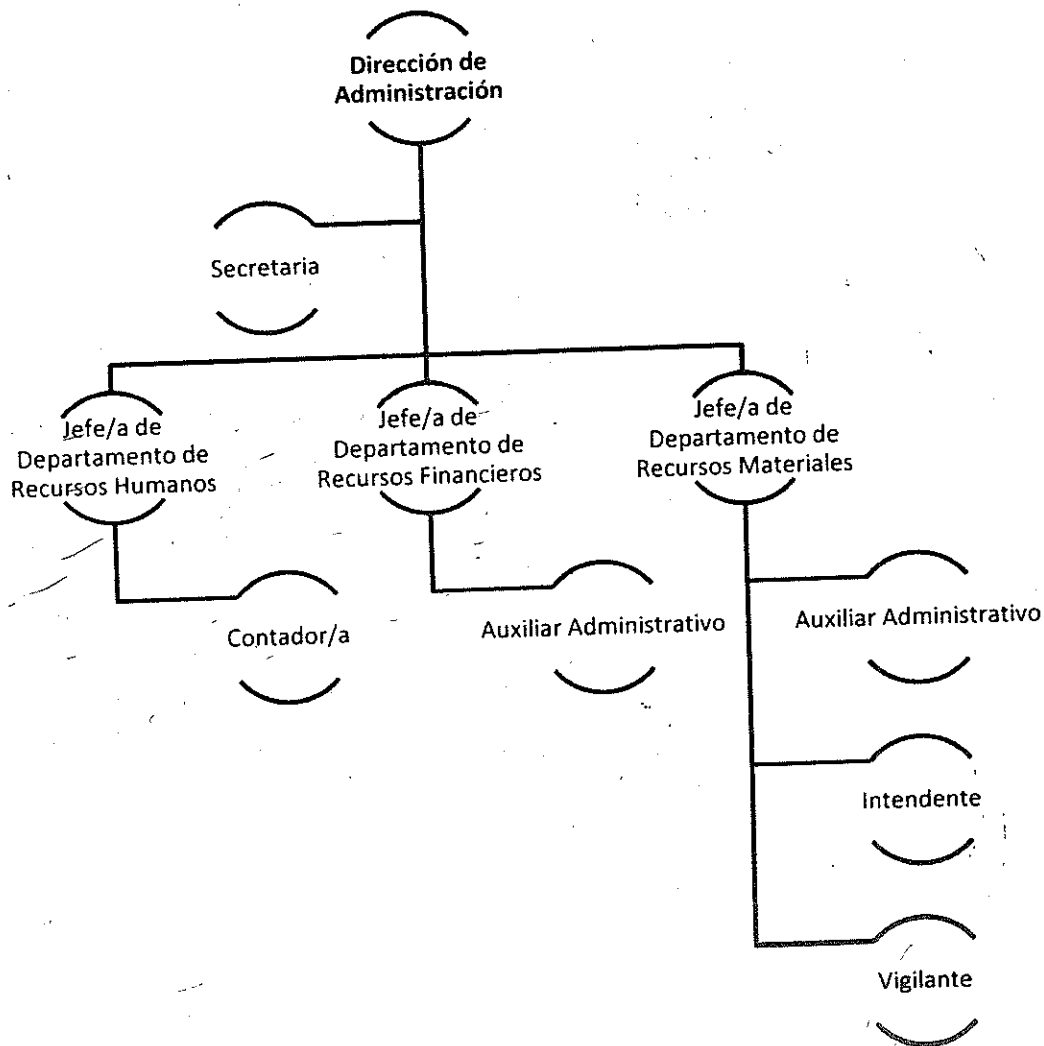 Dirección de
Administración
Secretaria
Jefe/a de
Departamento de
Recursos Humanos
Jefe/a de
Departamento de
Recursos Financieros
Jefe/a de
Departamento de
Recursos Materiales
Contador/a
Auxiliar Administrativo
Auxiliar Administrativo
Intendente
Vigilante